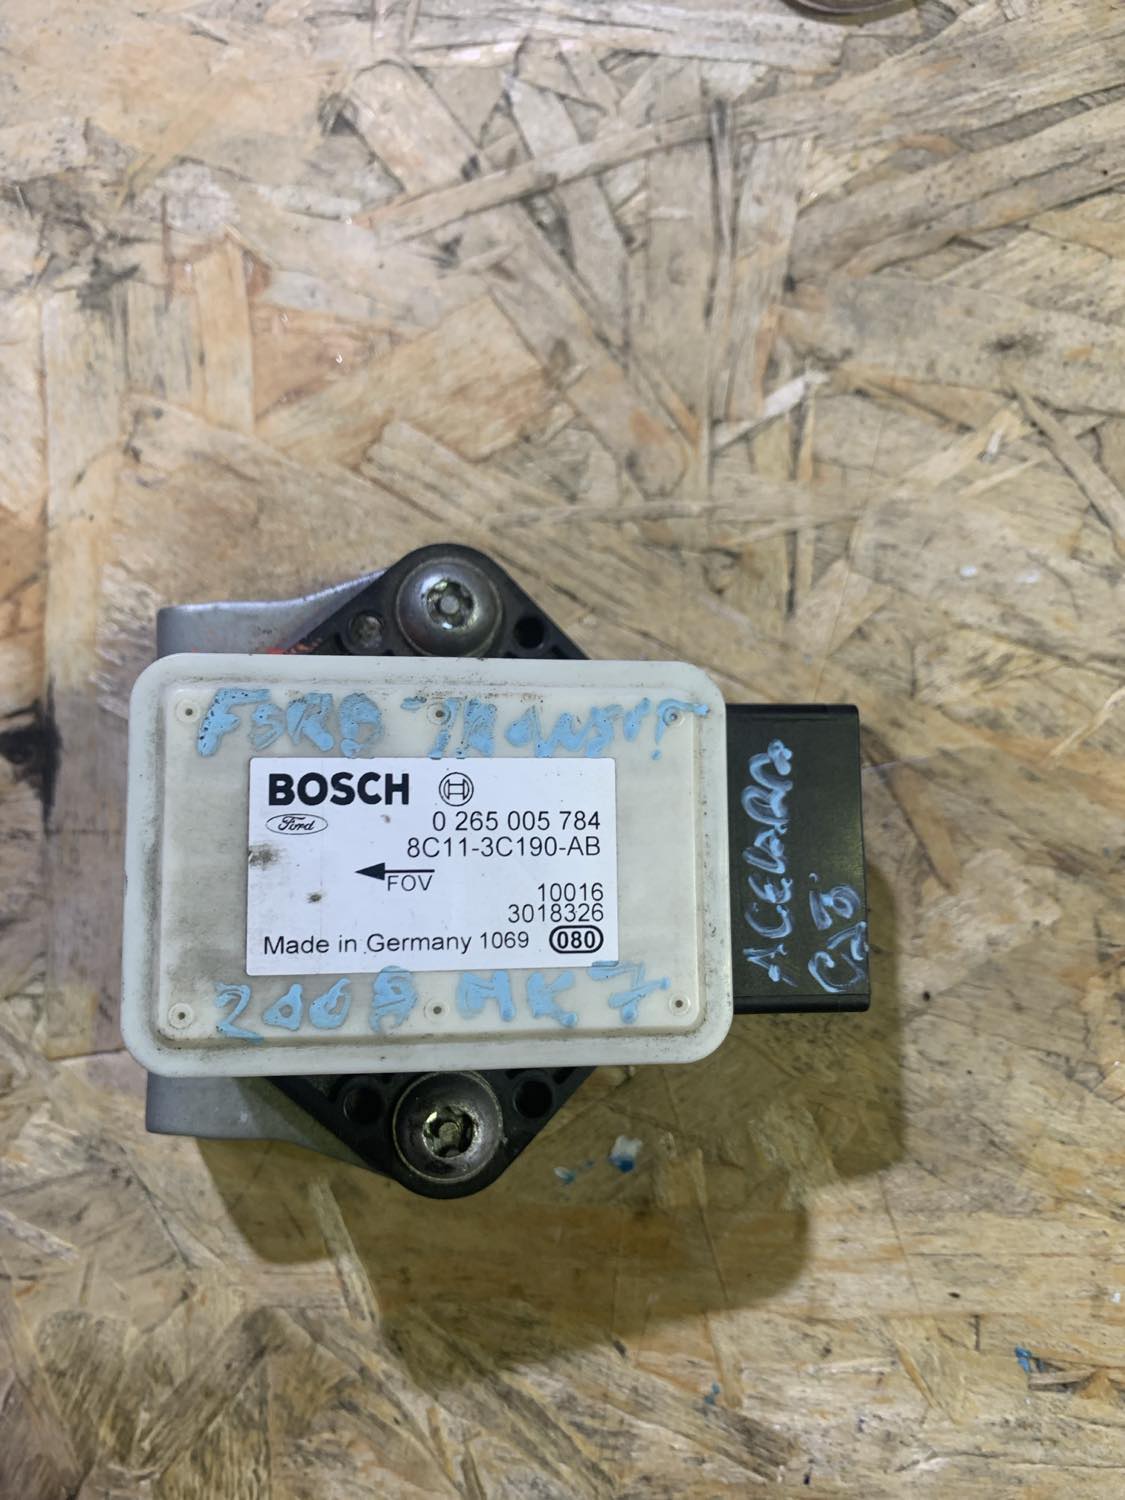 FORD TRANSIT
BOSCH
Ford
0 265 005 784
8C11-3C190-AB
FOV
10016
3018326
Made in Germany 1069 080
2008 MK7